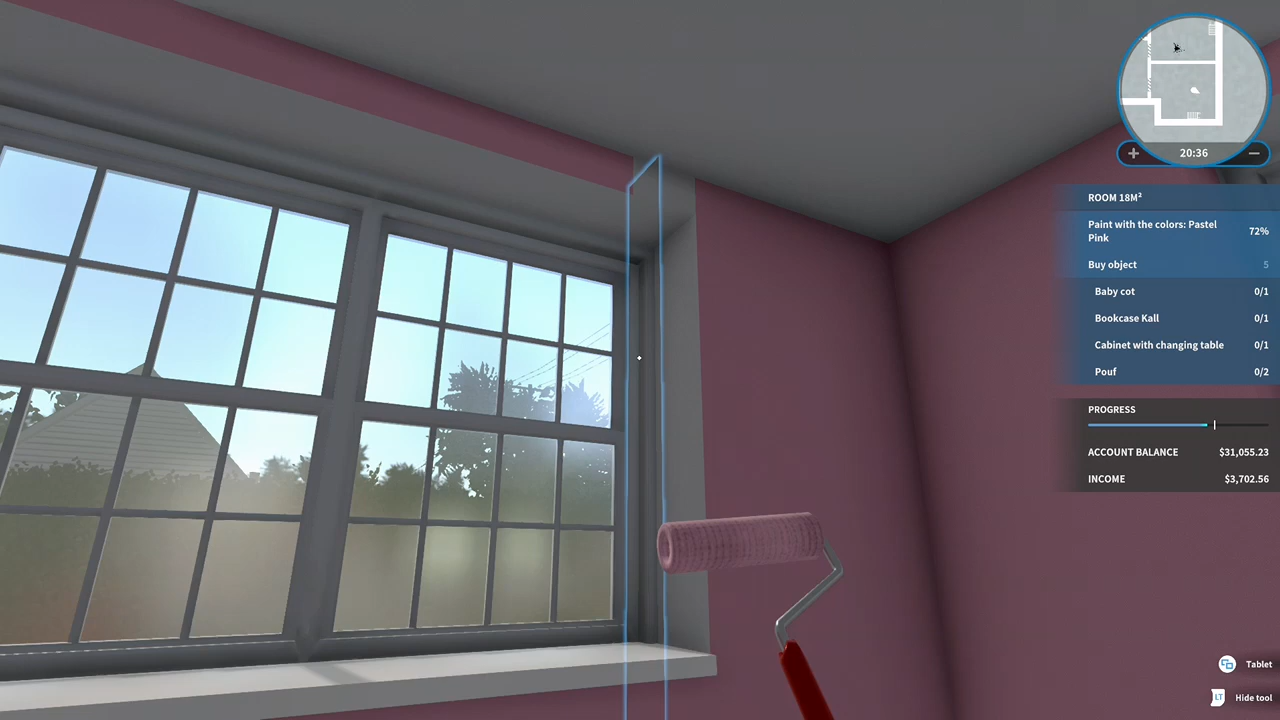 20:36
ROOM 18M²
Paint with the colors: Pastel
Pink
72%
Buy object 5
Baby cot 0/1
Bookcase Kall 0/1
Cabinet with changing table 0/1
Pouf 0/2
PROGRESS
ACCOUNT BALANCE $31,055.23
INCOME $3,702.56
Tablet
LT Hide tool